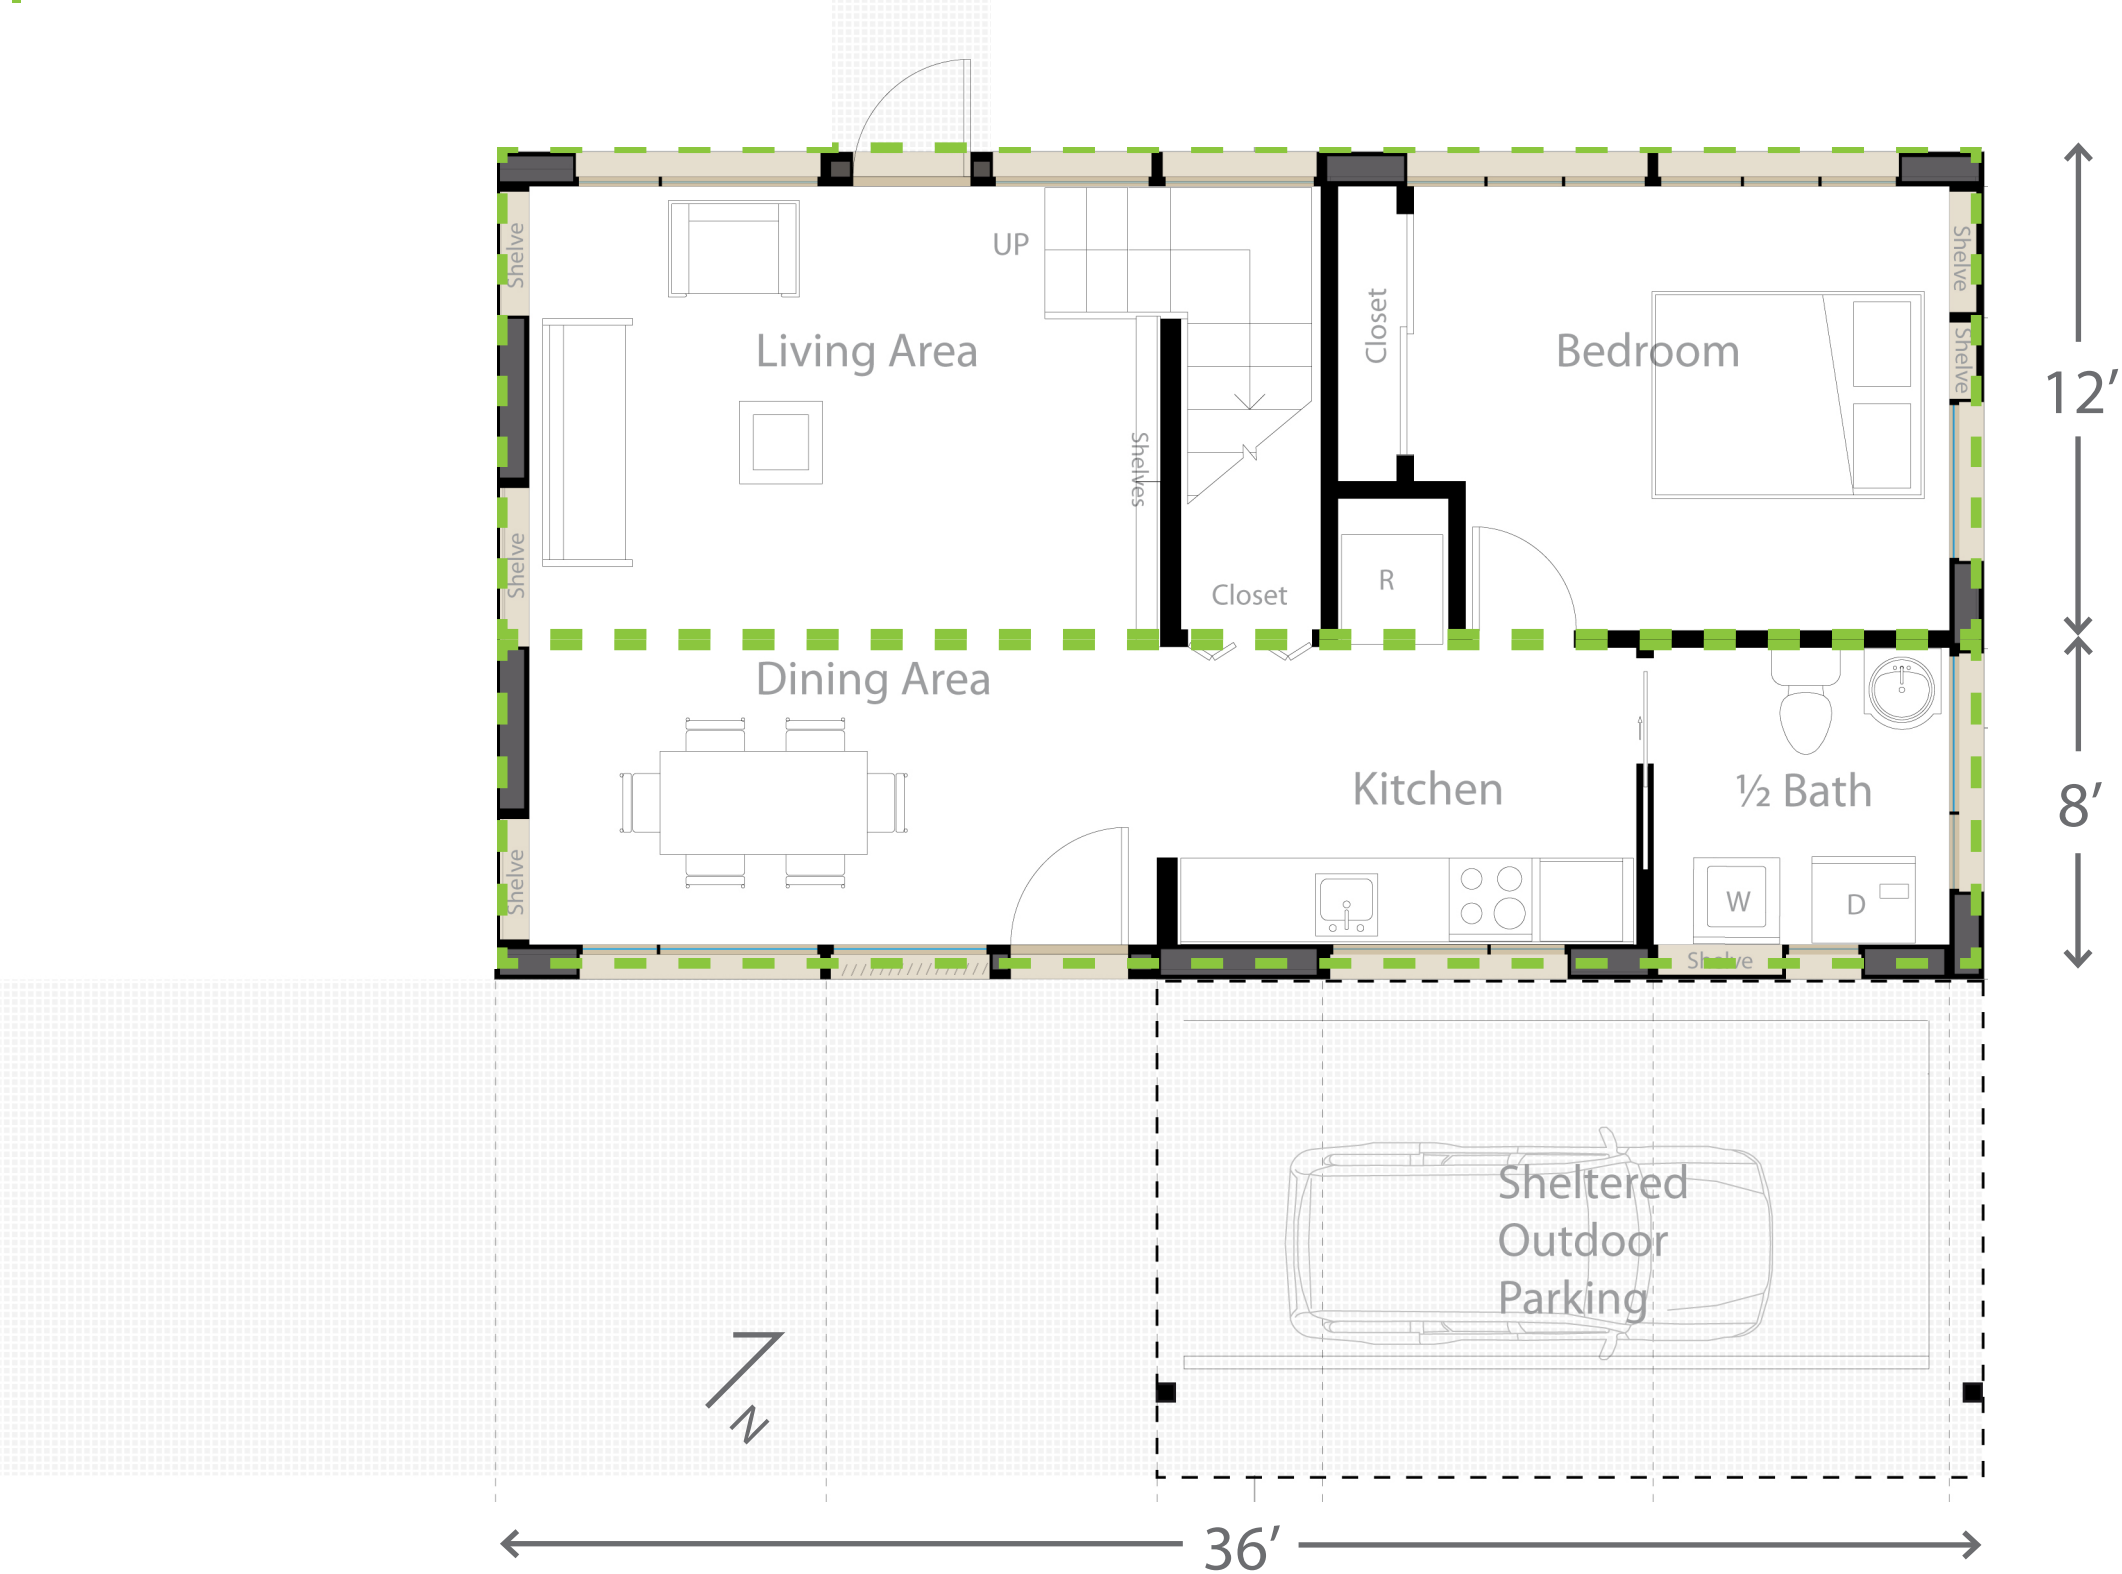 UP
Shelve
Shelve
Living Area
Closet
Bedroom
Shelve
12’
Shelves
Shelve
Closet
R
Dining Area
Kitchen
½ Bath
8’
Shelve
W
D
Shelve
Sheltered
Outdoor
Parking
N
36’